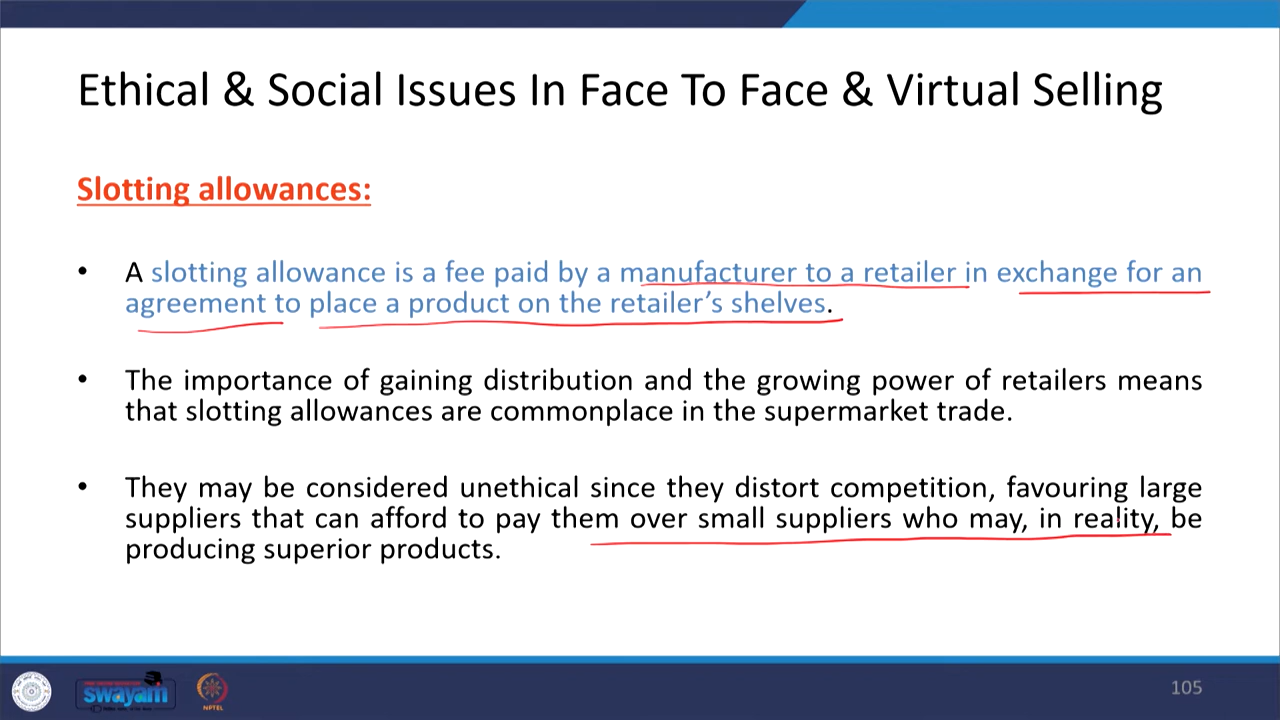 Ethical & Social Issues In Face To Face & Virtual Selling
Slotting allowances:
• A slotting allowance is a fee paid by a manufacturer to a retailer in exchange for an
agreement to place a product on the retailer’s shelves.
• The importance of gaining distribution and the growing power of retailers means
that slotting allowances are commonplace in the supermarket trade.
• They may be considered unethical since they distort competition, favouring large
suppliers that can afford to pay them over small suppliers who may, in reality, be
producing superior products.
swayam
NPTEL
105